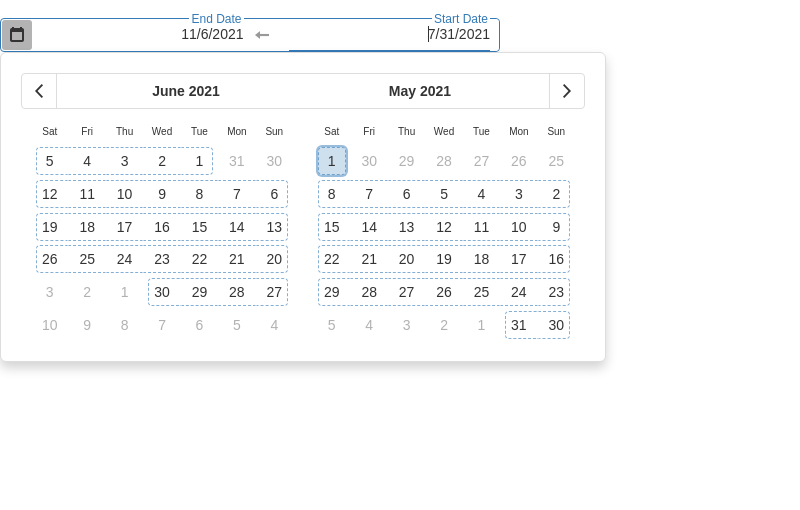 End Date
Start Date
11/6/2021
7/31/2021
June 2021
May 2021
Sat Fri Thu Wed Tue Mon Sun
5 4 3 2 1 31 30
12 11 10 9 8 7 6
19 18 17 16 15 14 13
26 25 24 23 22 21 20
3 2 1 30 29 28 27
10 9 8 7 6 5 4
Sat Fri Thu Wed Tue Mon Sun
1 30 29 28 27 26 25
8 7 6 5 4 3 2
15 14 13 12 11 10 9
22 21 20 19 18 17 16
29 28 27 26 25 24 23
5 4 3 2 1 31 30